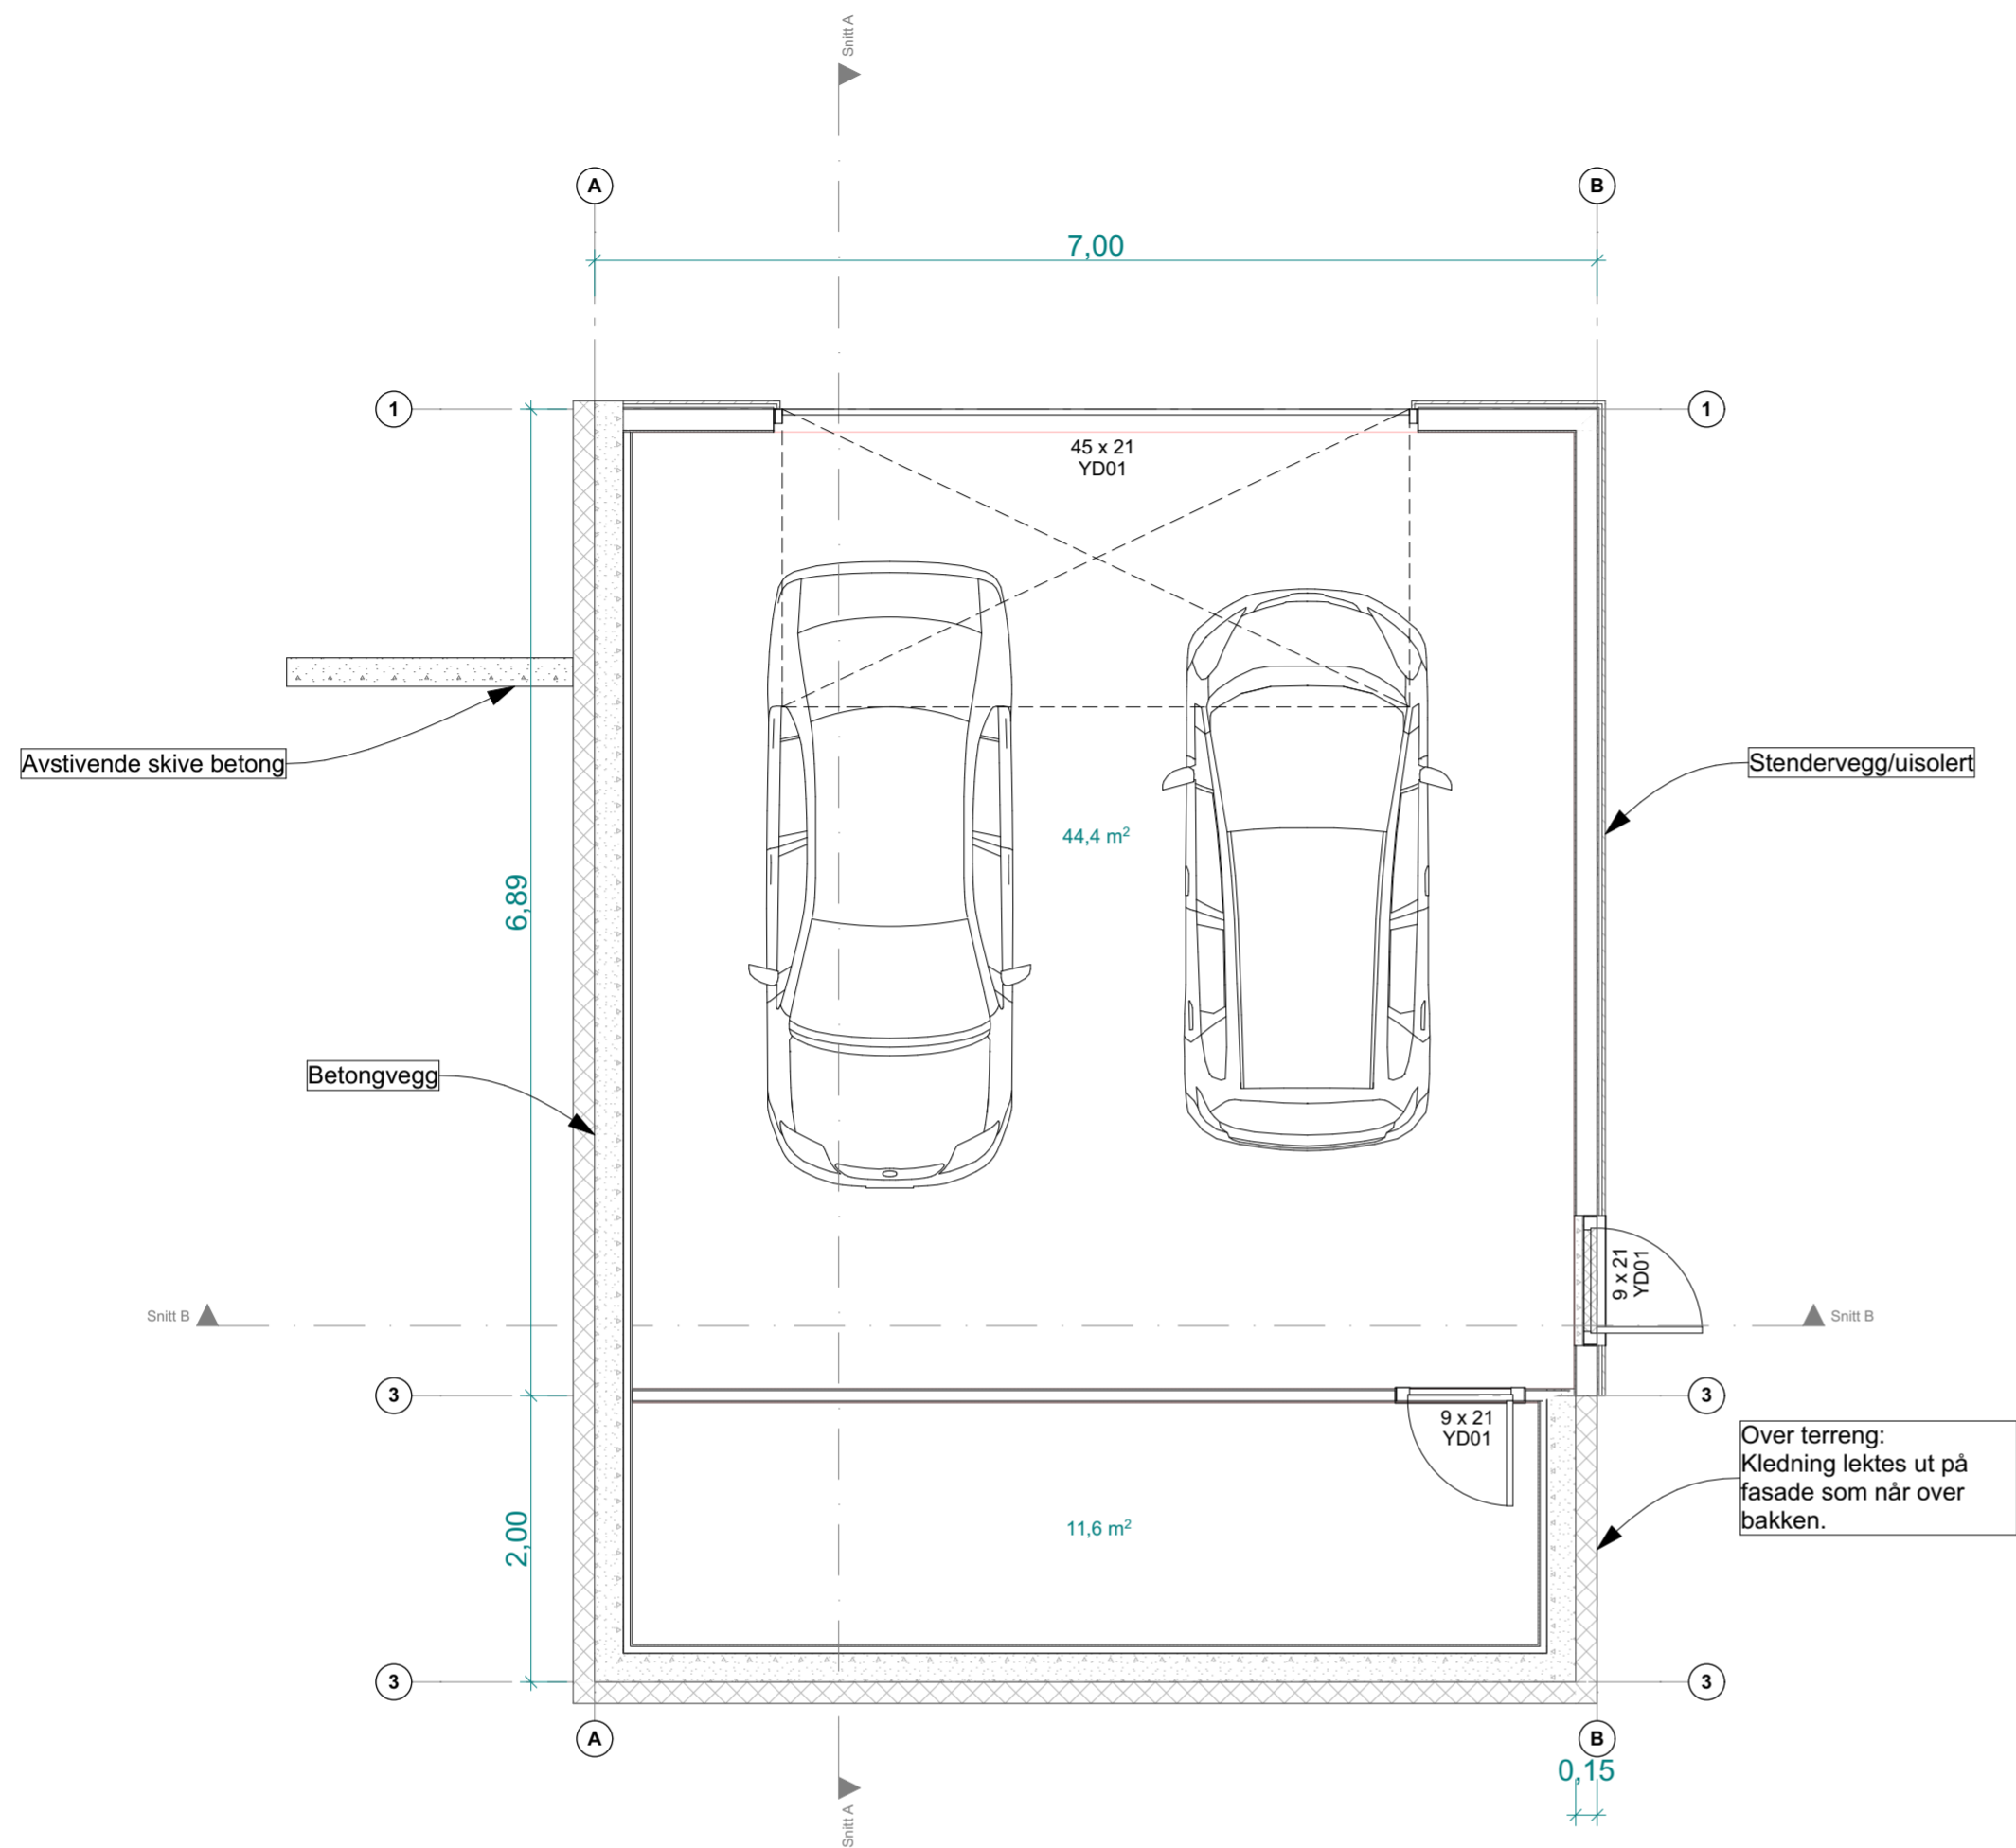 Snitt A
A
B
7,00
1
1
45 x 21
YD01
Avstivende skive betong
Stendervegg/uisolert
44,4 m²
6,89
Betongvegg
9 x 21
YD01
Snitt B
Snitt B
3
3
9 x 21
YD01
Over terreng:
Kledning lektes ut på
fasade som når over
bakken.
2,00
11,6 m²
3
3
A
B
0,15
Snitt A